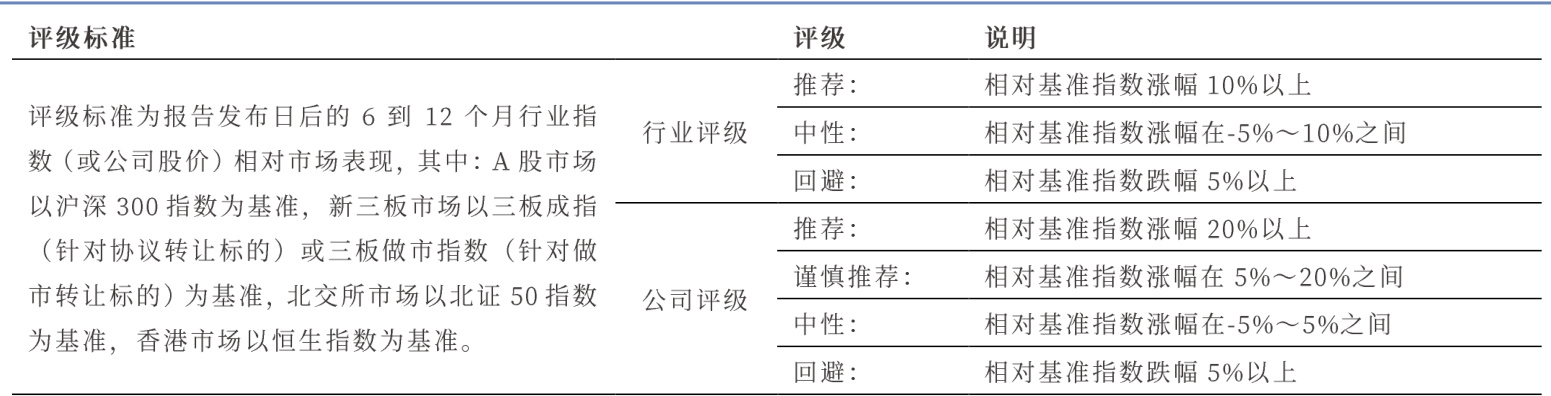 评级标准 评级 说明
评级标准为报告发布日后的 6 到 12 个月行业指
数（或公司股价）相对市场表现，其中：A 股市场
以沪深 300 指数为基准，新三板市场以三板成指
（针对协议转让标的）或三板做市指数（针对做
市转让标的）为基准，北交所市场以北证 50 指数
为基准，香港市场以恒生指数为基准。
行业评级
推荐： 相对基准指数涨幅 10%以上
中性： 相对基准指数涨幅在-5%～10%之间
回避： 相对基准指数跌幅 5%以上
公司评级
推荐： 相对基准指数涨幅 20%以上
谨慎推荐： 相对基准指数涨幅在 5%～20%之间
中性： 相对基准指数涨幅在-5%～5%之间
回避： 相对基准指数跌幅 5%以上